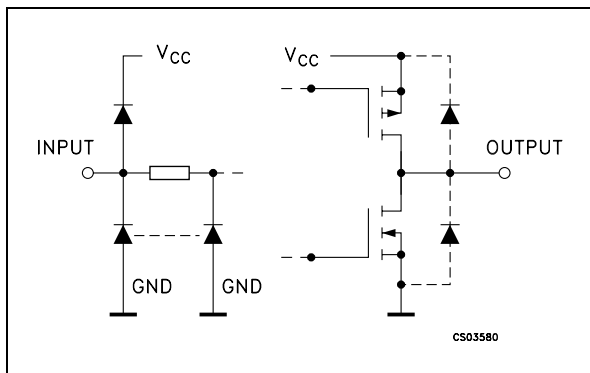 VCC
VCC
INPUT
OUTPUT
GND
GND
CS03580